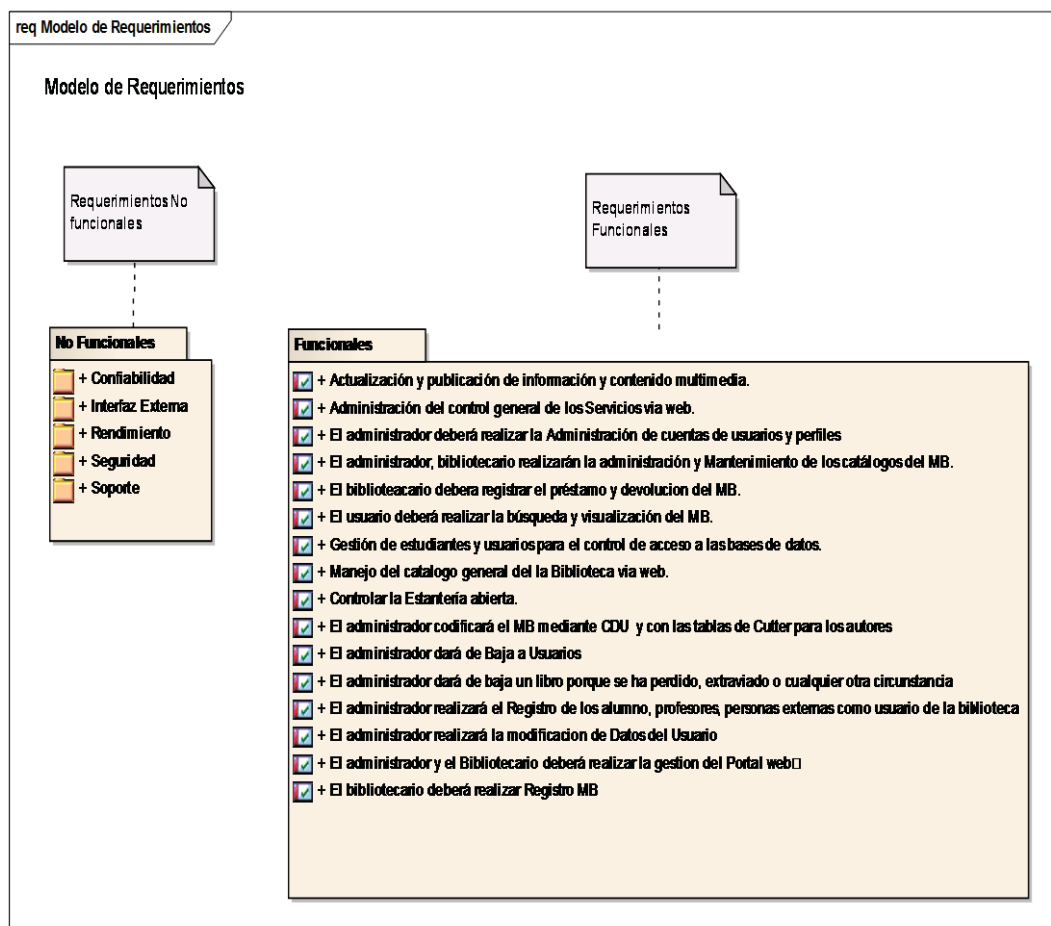 req Modelo de Requerimientos
Modelo de Requerimientos
Requerimientos No
funcionales
Requerimientos
Funcionales
No Funcionales
+ Confiabilidad
+ Interfaz Externa
+ Rendimiento
+ Seguridad
+ Soporte
Funcionales
+ Actualización y publicación de información y contenido multimedia.
+ Administración del control general de los Servicios via web.
+ El administrador deberá realizar la Administración de cuentas de usuarios y perfiles
+ El administrador, bibliotecario realizarán la administración y Mantenimiento de los catálogos del MB.
+ El biblioteacario debera registrar el préstamo y devolucion del MB.
+ El usuario deberá realizar la búsqueda y visualización del MB.
+ Gestión de estudiantes y usuarios para el control de acceso a las bases de datos.
+ Manejo del catalogo general del la Biblioteca via web.
+ Controlar la Estantería abierta.
+ El administrador codificará el MB mediante CDU y con las tablas de Cutter para los autores
+ El administrador dará de Baja a Usuarios
+ El administrador dará de baja un libro porque se ha perdido, extraviado o cualquier otra circunstancia
+ El administrador realizará el Registro de los alumno, profesores, personas externas como usuario de la biblioteca
+ El administrador realizará la modificacion de Datos del Usuario
+ El administrador y el Bibliotecario deberá realizar la gestion del Portal web□
+ El bibliotecario deberá realizar Registro MB